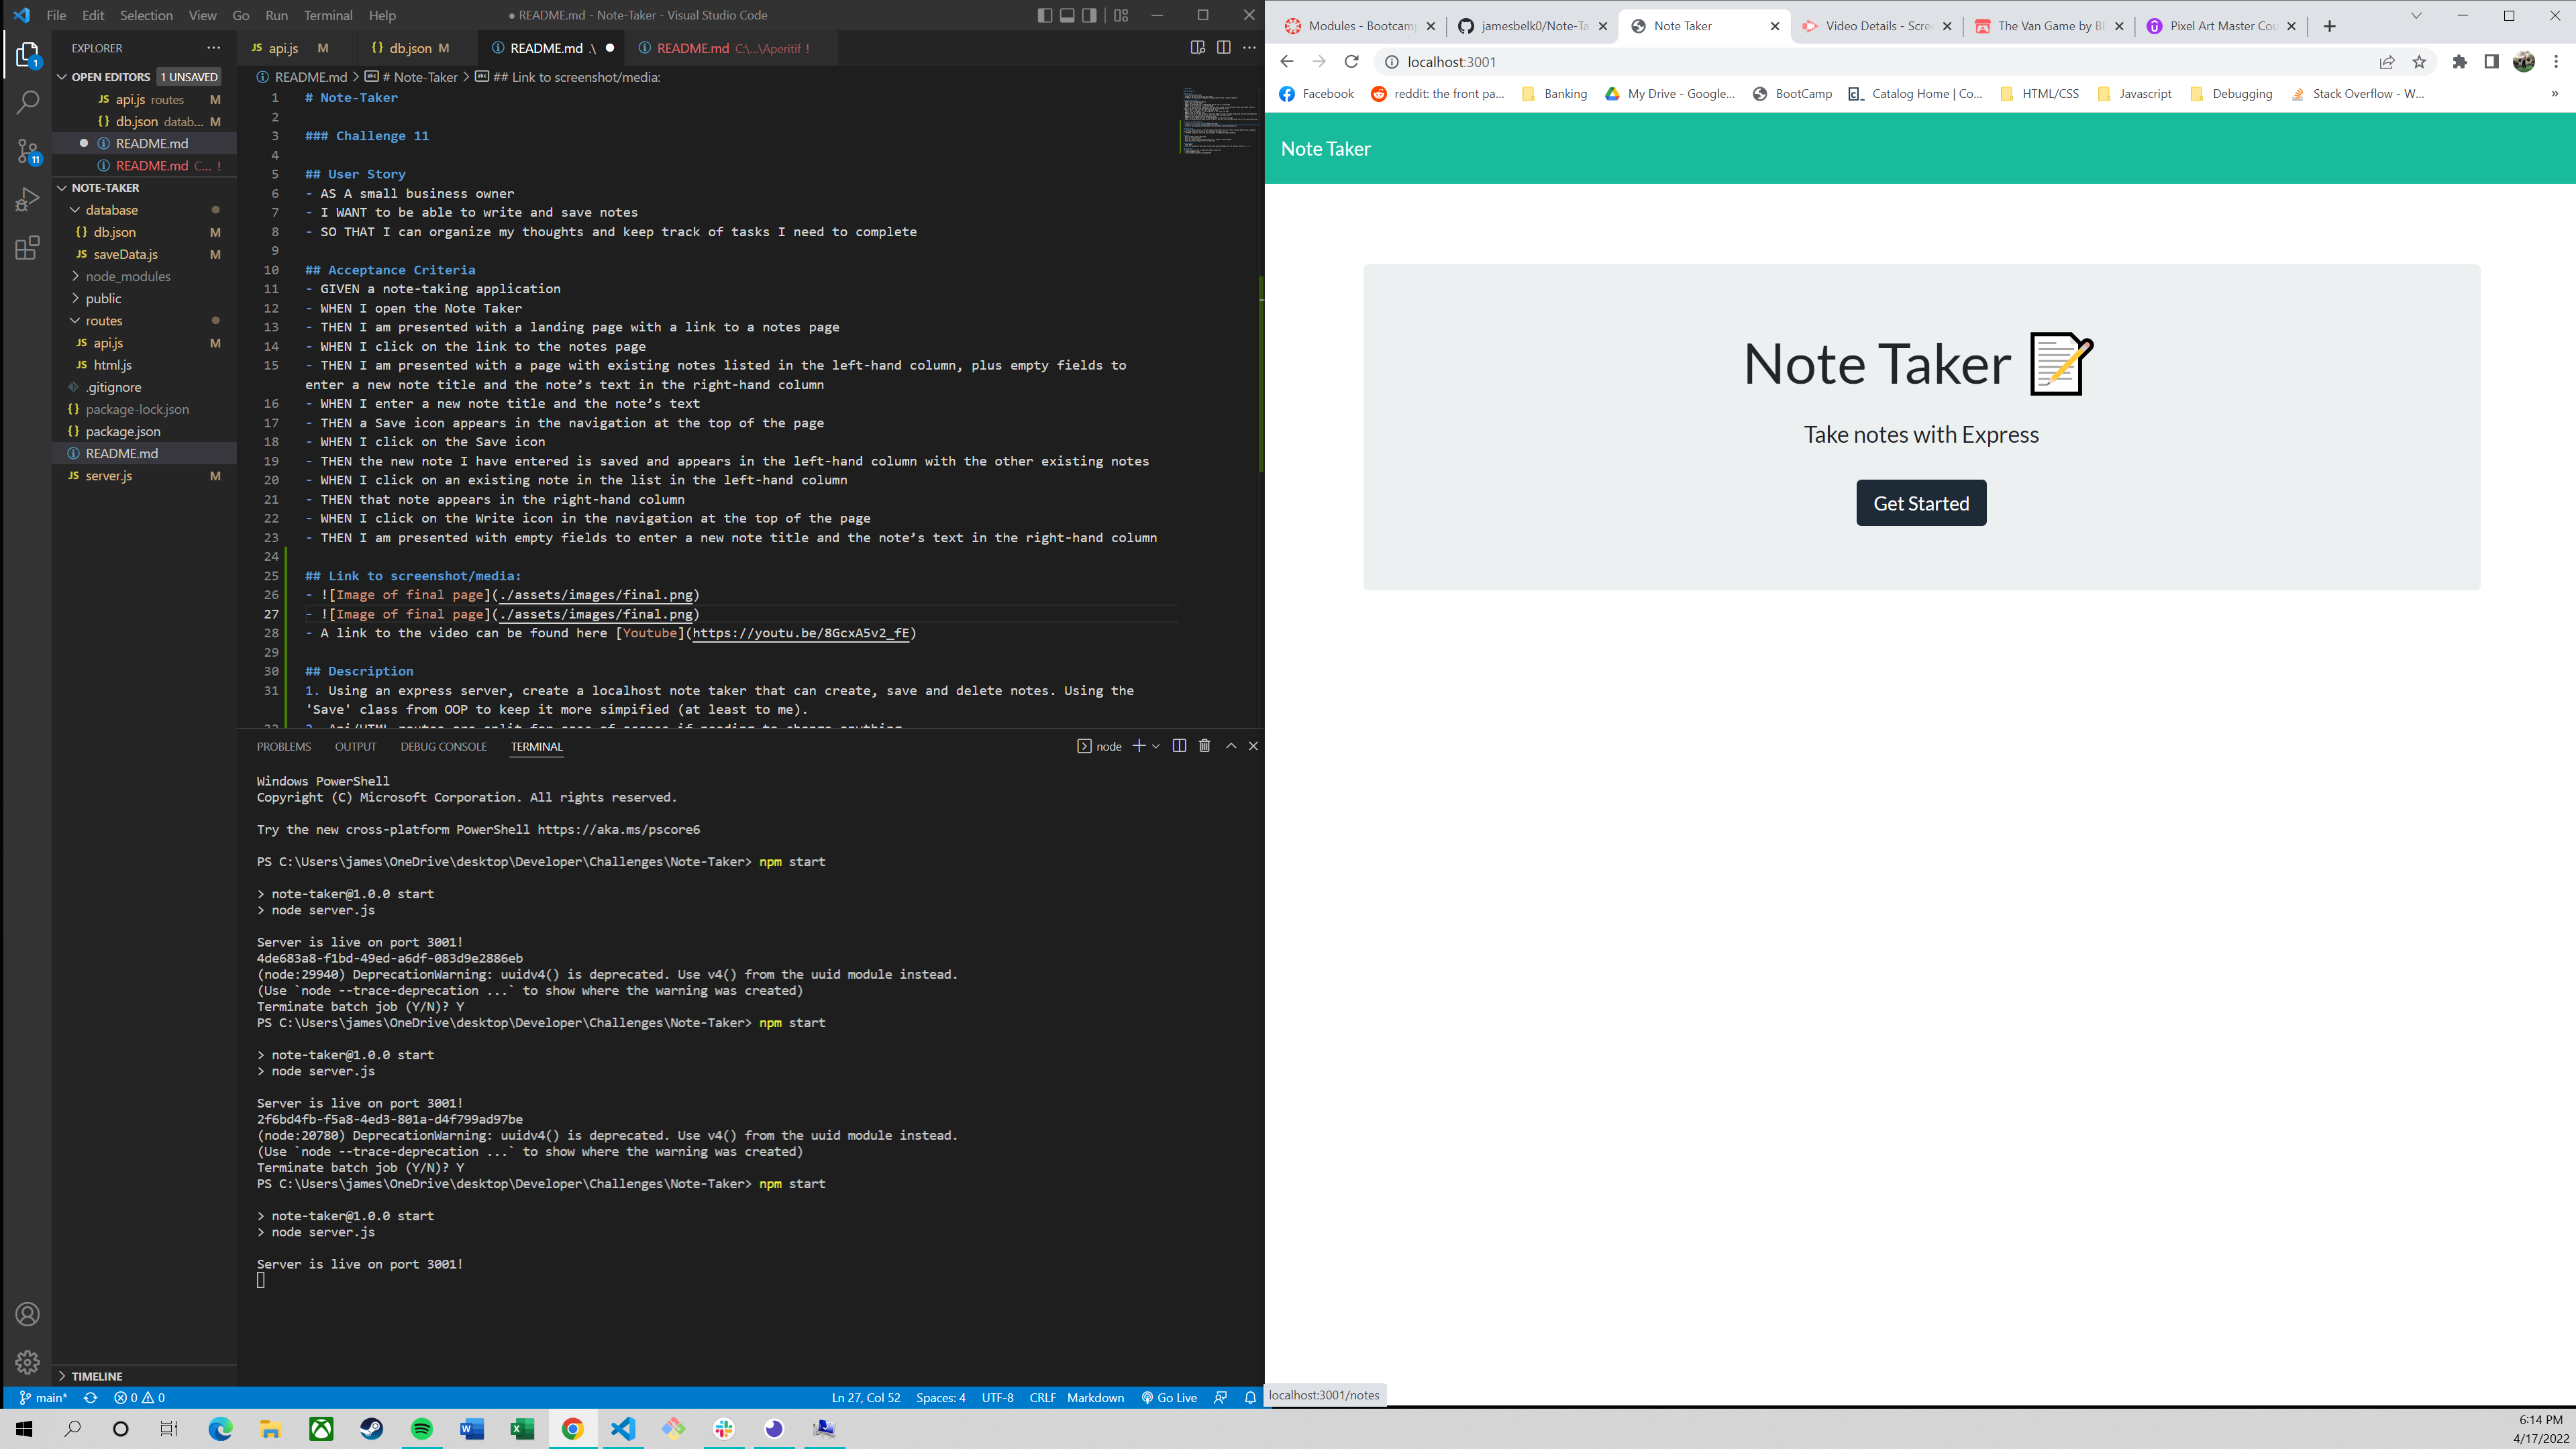 File Edit Selection View Go Run Terminal Help
● README.md - Note-Taker - Visual Studio Code
EXPLORER
OPEN EDITORS 1 UNSAVED
JS api.js routes M
{} db.json datab... M
README.md
README.md C... !
NOTE-TAKER
database
{} db.json M
JS saveData.js M
node_modules
public
routes
JS api.js M
JS html.js
.gitignore
{} package-lock.json
{} package.json
README.md
JS server.js M
TIMELINE
JS api.js M {} db.json M README.md .\ README.md C:\...\Aperitif !
README.md > # Note-Taker > ## Link to screenshot/media:
1 # Note-Taker
2
3 ### Challenge 11
4
5 ## User Story
6 - AS A small business owner
7 - I WANT to be able to write and save notes
8 - SO THAT I can organize my thoughts and keep track of tasks I need to complete
9
10 ## Acceptance Criteria
11 - GIVEN a note-taking application
12 - WHEN I open the Note Taker
13 - THEN I am presented with a landing page with a link to a notes page
14 - WHEN I click on the link to the notes page
15 - THEN I am presented with a page with existing notes listed in the left-hand column, plus empty fields to
enter a new note title and the note’s text in the right-hand column
16 - WHEN I enter a new note title and the note’s text
17 - THEN a Save icon appears in the navigation at the top of the page
18 - WHEN I click on the Save icon
19 - THEN the new note I have entered is saved and appears in the left-hand column with the other existing notes
20 - WHEN I click on an existing note in the list in the left-hand column
21 - THEN that note appears in the right-hand column
22 - WHEN I click on the Write icon in the navigation at the top of the page
23 - THEN I am presented with empty fields to enter a new note title and the note’s text in the right-hand column
24
25 ## Link to screenshot/media:
26 - ![Image of final page](./assets/images/final.png)
27 - ![Image of final page](./assets/images/final.png)
28 - A link to the video can be found here [Youtube](https://youtu.be/8GcxA5v2_fE)
29
30 ## Description
31 1. Using an express server, create a localhost note taker that can create, save and delete notes. Using the
'Save' class from OOP to keep it more simpified (at least to me).
PROBLEMS OUTPUT DEBUG CONSOLE TERMINAL
node
Windows PowerShell
Copyright (C) Microsoft Corporation. All rights reserved.
Try the new cross-platform PowerShell https://aka.ms/pscore6
PS C:\Users\james\OneDrive\desktop\Developer\Challenges\Note-Taker> npm start
> note-taker@1.0.0 start
> node server.js
Server is live on port 3001!
4de683a8-f1bd-49ed-a6df-083d9e2886eb
(node:29940) DeprecationWarning: uuidv4() is deprecated. Use v4() from the uuid module instead.
(Use `node --trace-deprecation ...` to show where the warning was created)
Terminate batch job (Y/N)? Y
PS C:\Users\james\OneDrive\desktop\Developer\Challenges\Note-Taker> npm start
> note-taker@1.0.0 start
> node server.js
Server is live on port 3001!
2f6bd4fb-f5a8-4ed3-801a-d4f799ad97be
(node:20780) DeprecationWarning: uuidv4() is deprecated. Use v4() from the uuid module instead.
(Use `node --trace-deprecation ...` to show where the warning was created)
Terminate batch job (Y/N)? Y
PS C:\Users\james\OneDrive\desktop\Developer\Challenges\Note-Taker> npm start
> note-taker@1.0.0 start
> node server.js
Server is live on port 3001!
main* 0 0 Ln 27, Col 52 Spaces: 4 UTF-8 CRLF Markdown Go Live
Modules - Bootcamp jamesbelk0/Note-Ta Note Taker Video Details - Scre The Van Game by BE Pixel Art Master Cou
localhost:3001
Facebook reddit: the front pa... Banking My Drive - Google... BootCamp Catalog Home | Co... HTML/CSS Javascript Debugging Stack Overflow - W... »
Note Taker
Note Taker
Take notes with Express
Get Started
localhost:3001/notes
6:14 PM
4/17/2022